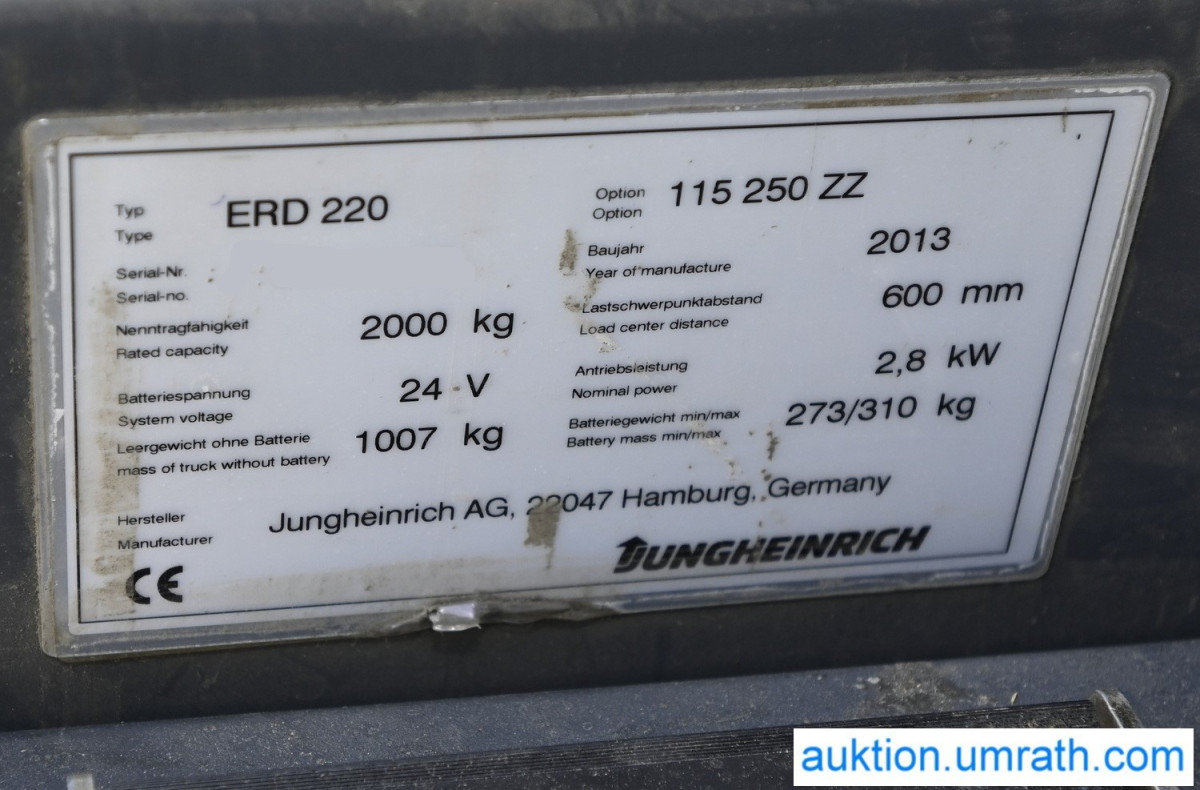 Typ
Type
ERD 220
Option
Option
115 250 ZZ
Serial-Nr.
Serial-no.
Baujahr
Year of manufacture
2013
Nenntragfähigkeit
Rated capacity
2000 kg
Lastschwerpunktabstand
Load center distance
600 mm
Batteriespannung
System voltage
24 V
Antriebsleistung
Nominal power
2,8 kW
Leergewicht ohne Batterie
mass of truck without battery
1007 kg
Batteriegewicht min/max
Battery mass min/max
273/310 kg
Hersteller
Manufacturer
Jungheinrich AG, 22047 Hamburg, Germany
CE
JUNGHEINRICH
auktion.umrath.com